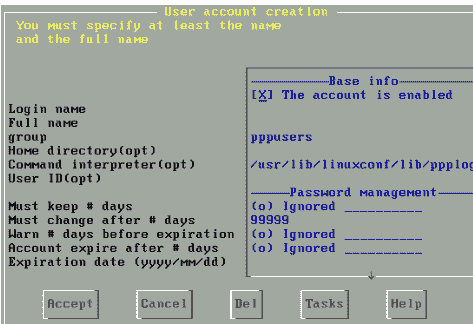 User account creation
You must specify at least the name
and the full name
Base info
[X] The account is enabled
Login name
Full name
group pppusers
Home directory(opt)
Command interpreter(opt) /usr/lib/linuxconf/lib/ppplog
User ID(opt)
Password management
Must keep # days (o) Ignored
Must change after # days 99999
Warn # days before expiration (o) Ignored
Account expire after # days (o) Ignored
Expiration date (yyyy/mm/dd)
Accept Cancel Del Tasks Help